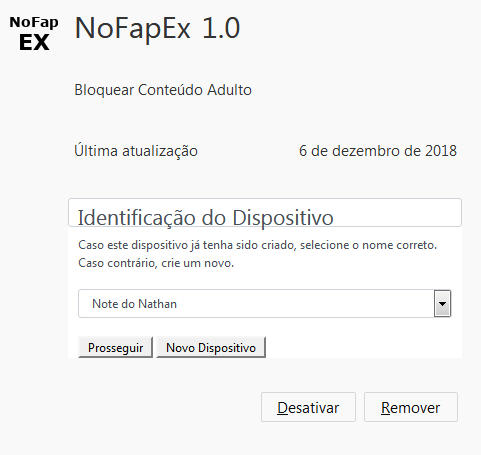 NoFap
EX
NoFapEx 1.0
Bloquear Conteúdo Adulto
Última atualização 6 de dezembro de 2018
Identificação do Dispositivo
Caso este dispositivo já tenha sido criado, selecione o nome correto.
Caso contrário, crie um novo.
Note do Nathan
Prosseguir Novo Dispositivo
Desativar Remover